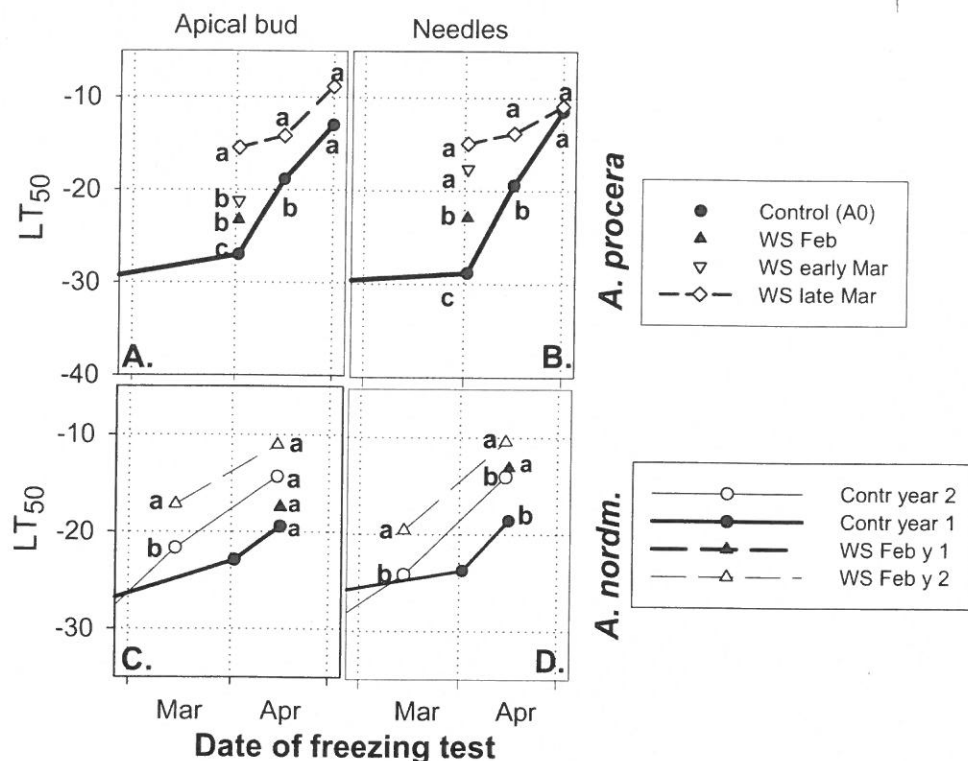 Apical bud Needles
-10
-20
-30
-40
LT50
a
a
a
a
b
b
b
c
A.
a
a
a
a
a
b
b
c
B.
A. procera
Control (A0)
WS Feb
WS early Mar
WS late Mar
-10
-20
-30
LT50
a
a
a
a
a
b
C.
a
a
b
a
b
b
D.
A. nordm.
Contr year 2
Contr year 1
WS Feb y 1
WS Feb y 2
Mar Apr Mar Apr
Date of freezing test